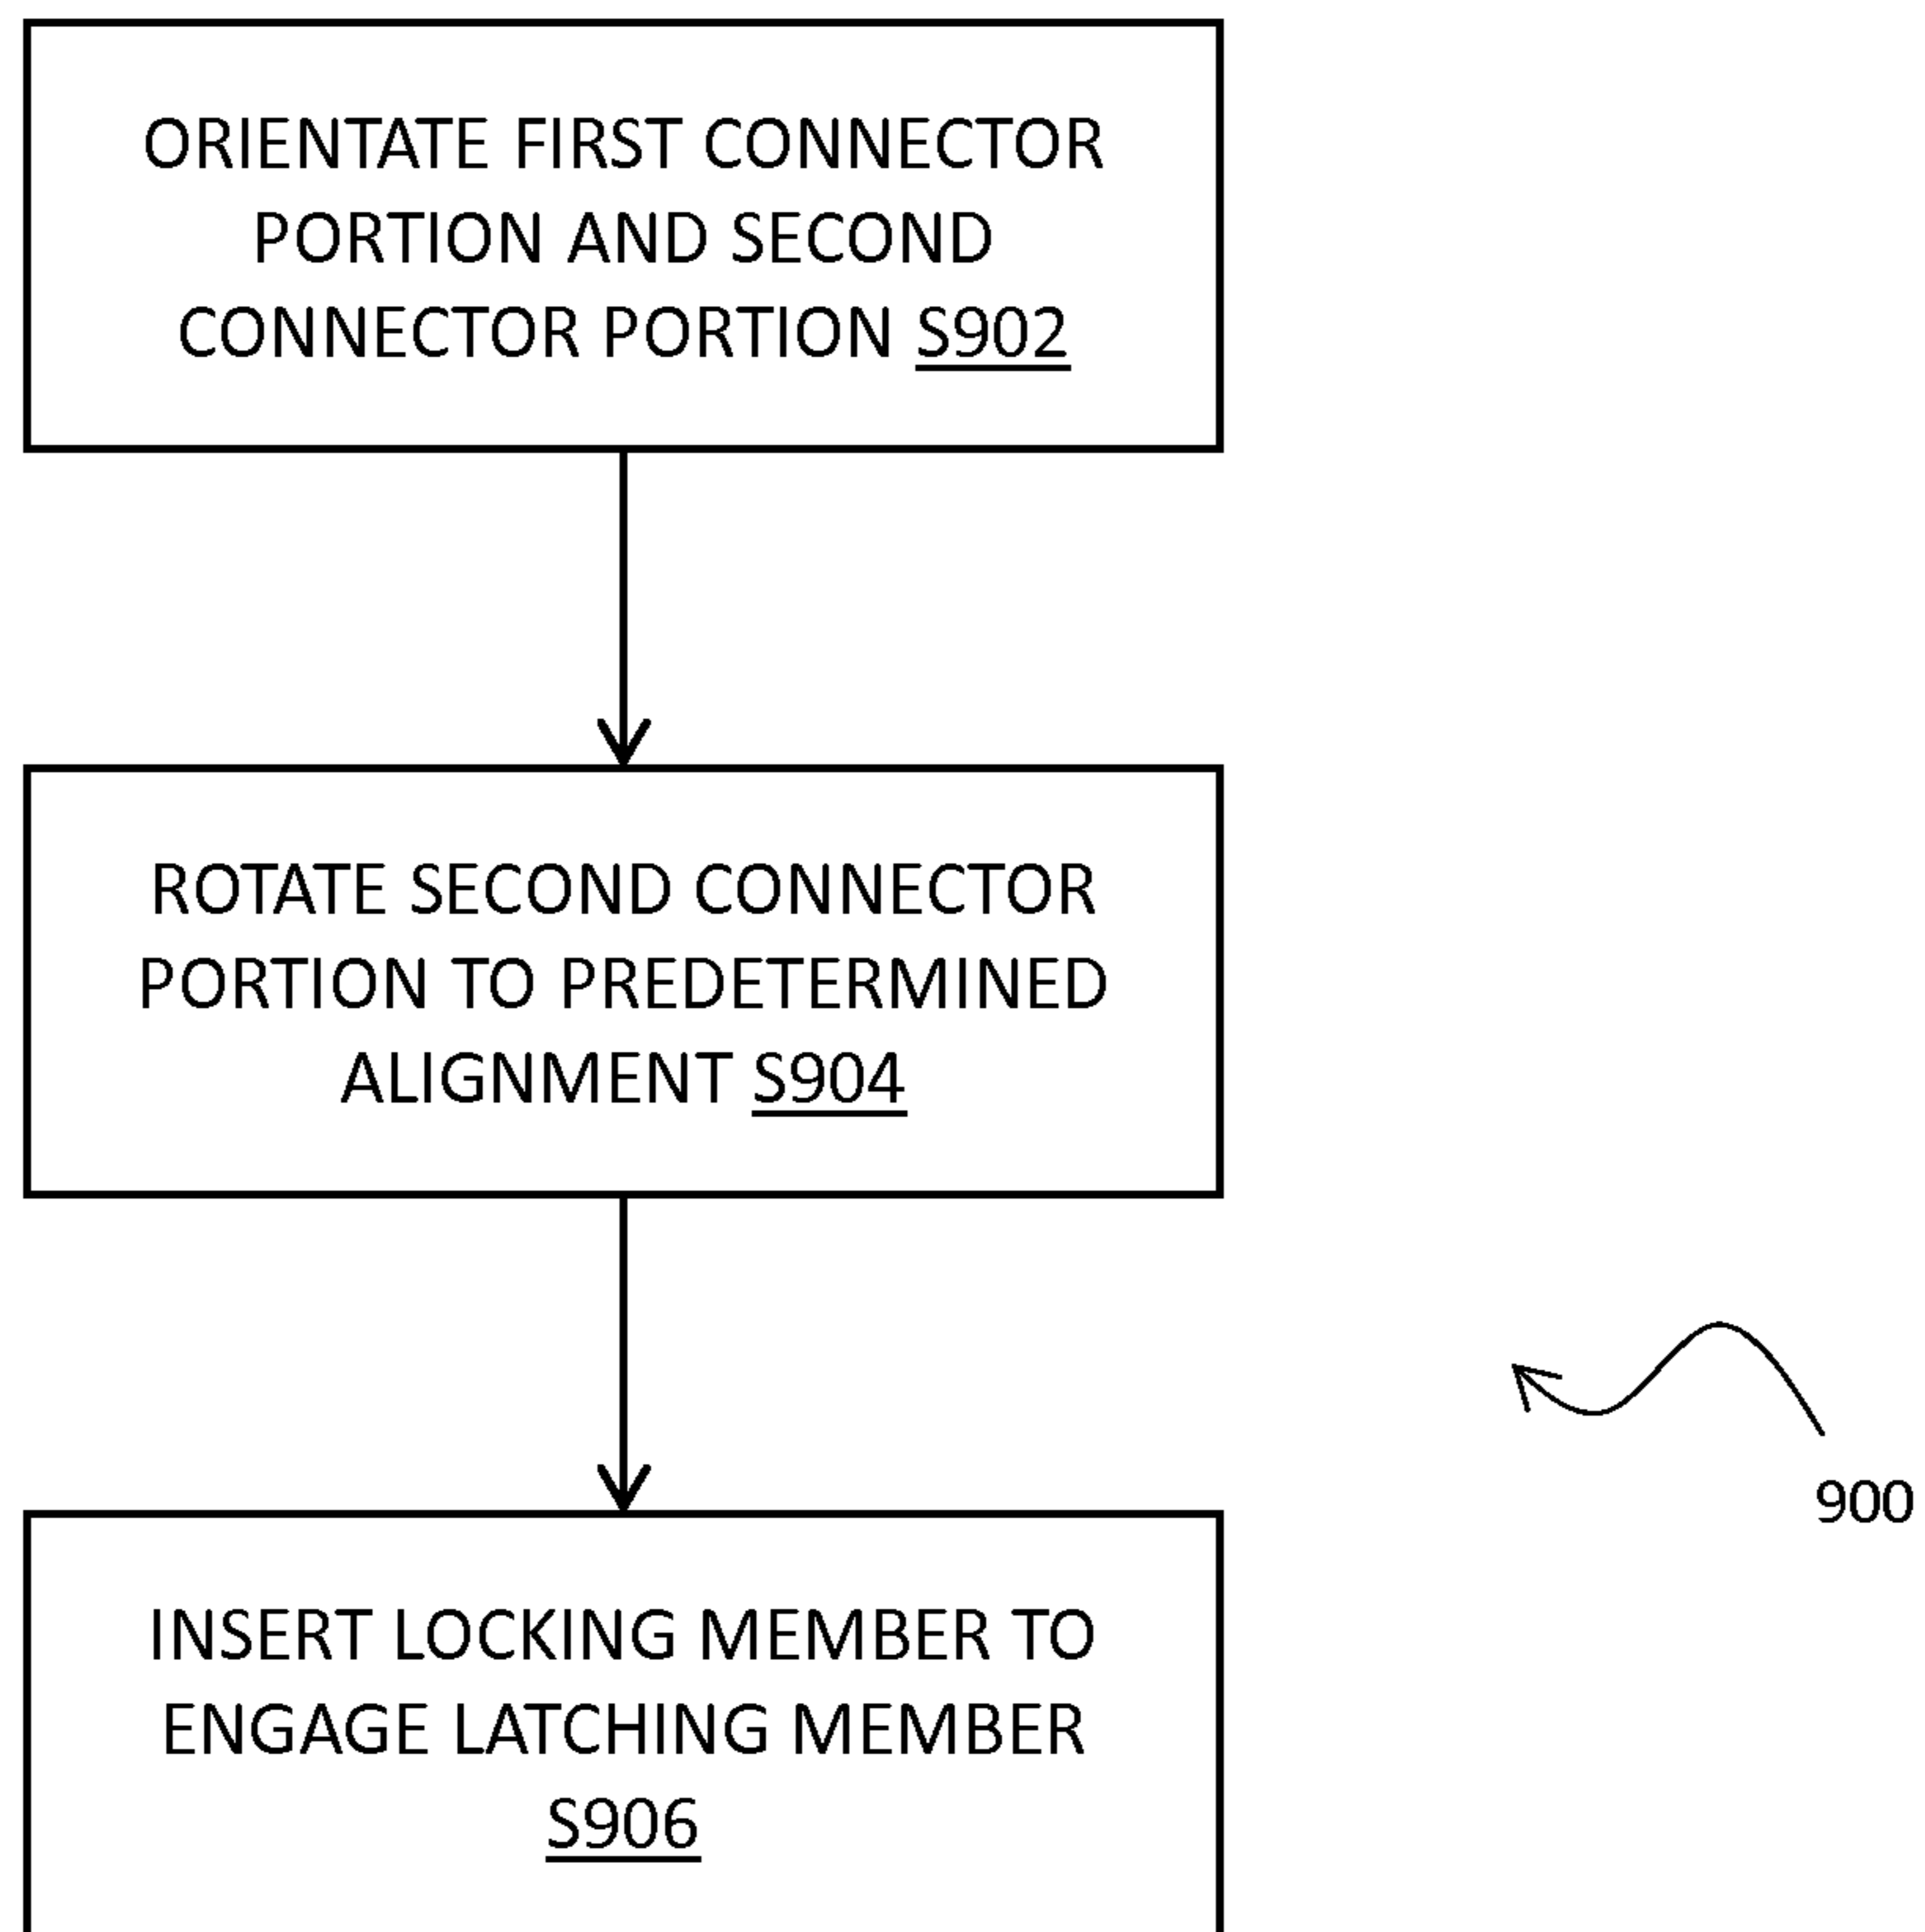 ORIENTATE FIRST CONNECTOR
PORTION AND SECOND
CONNECTOR PORTION S902
ROTATE SECOND CONNECTOR
PORTION TO PREDETERMINED
ALIGNMENT S904
900
INSERT LOCKING MEMBER TO
ENGAGE LATCHING MEMBER
S906